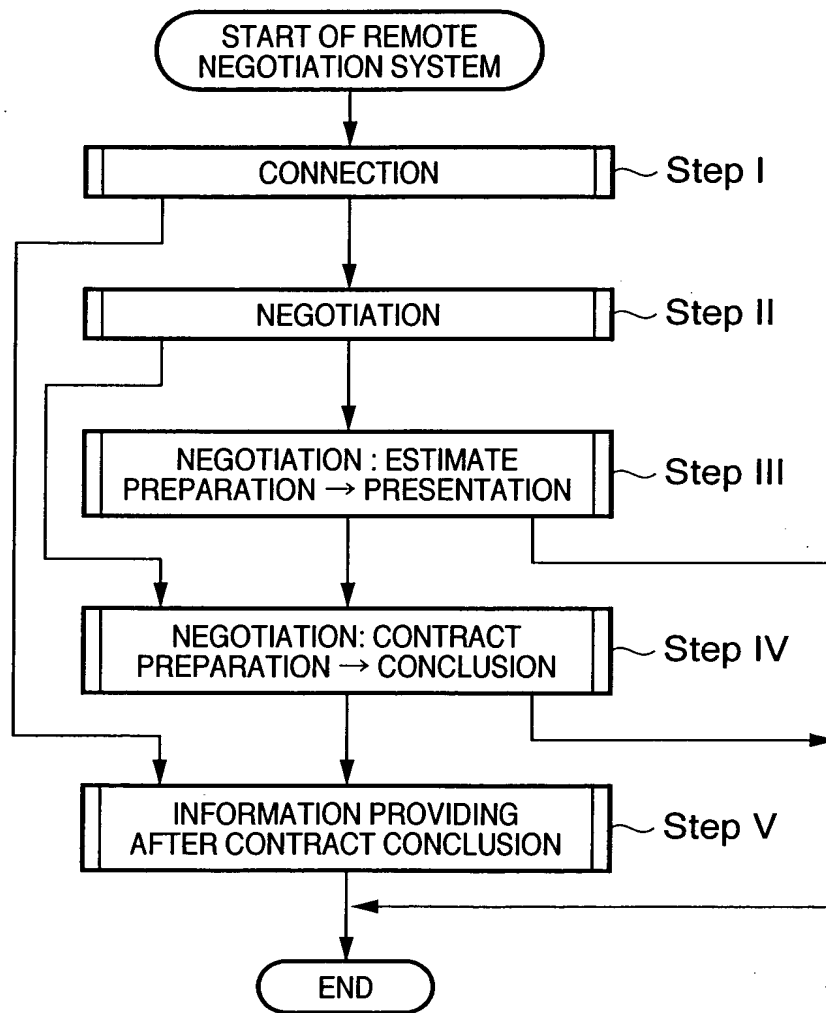 START OF REMOTE
NEGOTIATION SYSTEM
CONNECTION
Step I
NEGOTIATION
Step II
NEGOTIATION : ESTIMATE
PREPARATION → PRESENTATION
Step III
NEGOTIATION: CONTRACT
PREPARATION → CONCLUSION
Step IV
INFORMATION PROVIDING
AFTER CONTRACT CONCLUSION
Step V
END